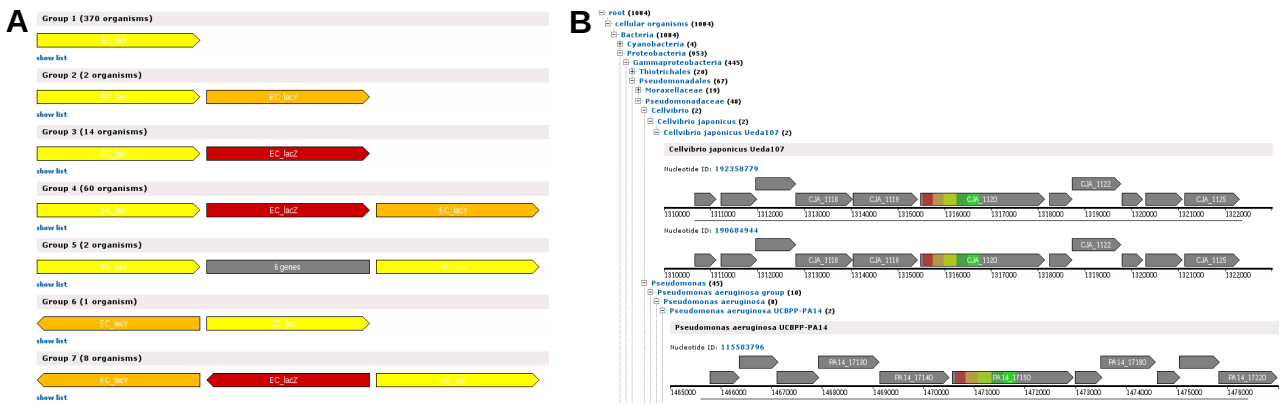 A
Group 1 (370 organisms)
EC_lacI
show list
Group 2 (2 organisms)
EC_lacI EC_lacY
show list
Group 3 (14 organisms)
EC_lacI EC_lacZ
show list
Group 4 (60 organisms)
EC_lacI EC_lacZ EC_lacY
show list
Group 5 (2 organisms)
EC_lacI 6 genes EC_lacI
show list
Group 6 (1 organism)
EC_lacY EC_lacI
show list
Group 7 (8 organisms)
EC_lacY EC_lacZ EC_lacI
show list
B
root (1084)
cellular organisms (1084)
Bacteria (1084)
Cyanobacteria (4)
Proteobacteria (953)
Gammaproteobacteria (445)
Thiotrichales (20)
Pseudomonadales (67)
Moraxellaceae (19)
Pseudomonadaceae (48)
Cellvibrio (2)
Cellvibrio japonicus (2)
Cellvibrio japonicus Ueda107 (2)
Cellvibrio japonicus Ueda107
Nucleotide ID: 192358779
CJA_1122
CJA_1118 CJA_1119 CJA_1120 CJA_1125
1310000 1311000 1312000 1313000 1314000 1315000 1316000 1317000 1318000 1319000 1320000 1321000 1322000
Nucleotide ID: 190684944
CJA_1122
CJA_1118 CJA_1119 CJA_1120 CJA_1125
1310000 1311000 1312000 1313000 1314000 1315000 1316000 1317000 1318000 1319000 1320000 1321000 1322000
Pseudomonas (45)
Pseudomonas aeruginosa group (10)
Pseudomonas aeruginosa (8)
Pseudomonas aeruginosa UCBPP-PA14 (2)
Pseudomonas aeruginosa UCBPP-PA14
Nucleotide ID: 115583796
PA14_17130 PA14_17180
PA14_17140 PA14_17150 PA14_17220
1465000 1466000 1467000 1468000 1469000 1470000 1471000 1472000 1473000 1474000 1475000 1476000